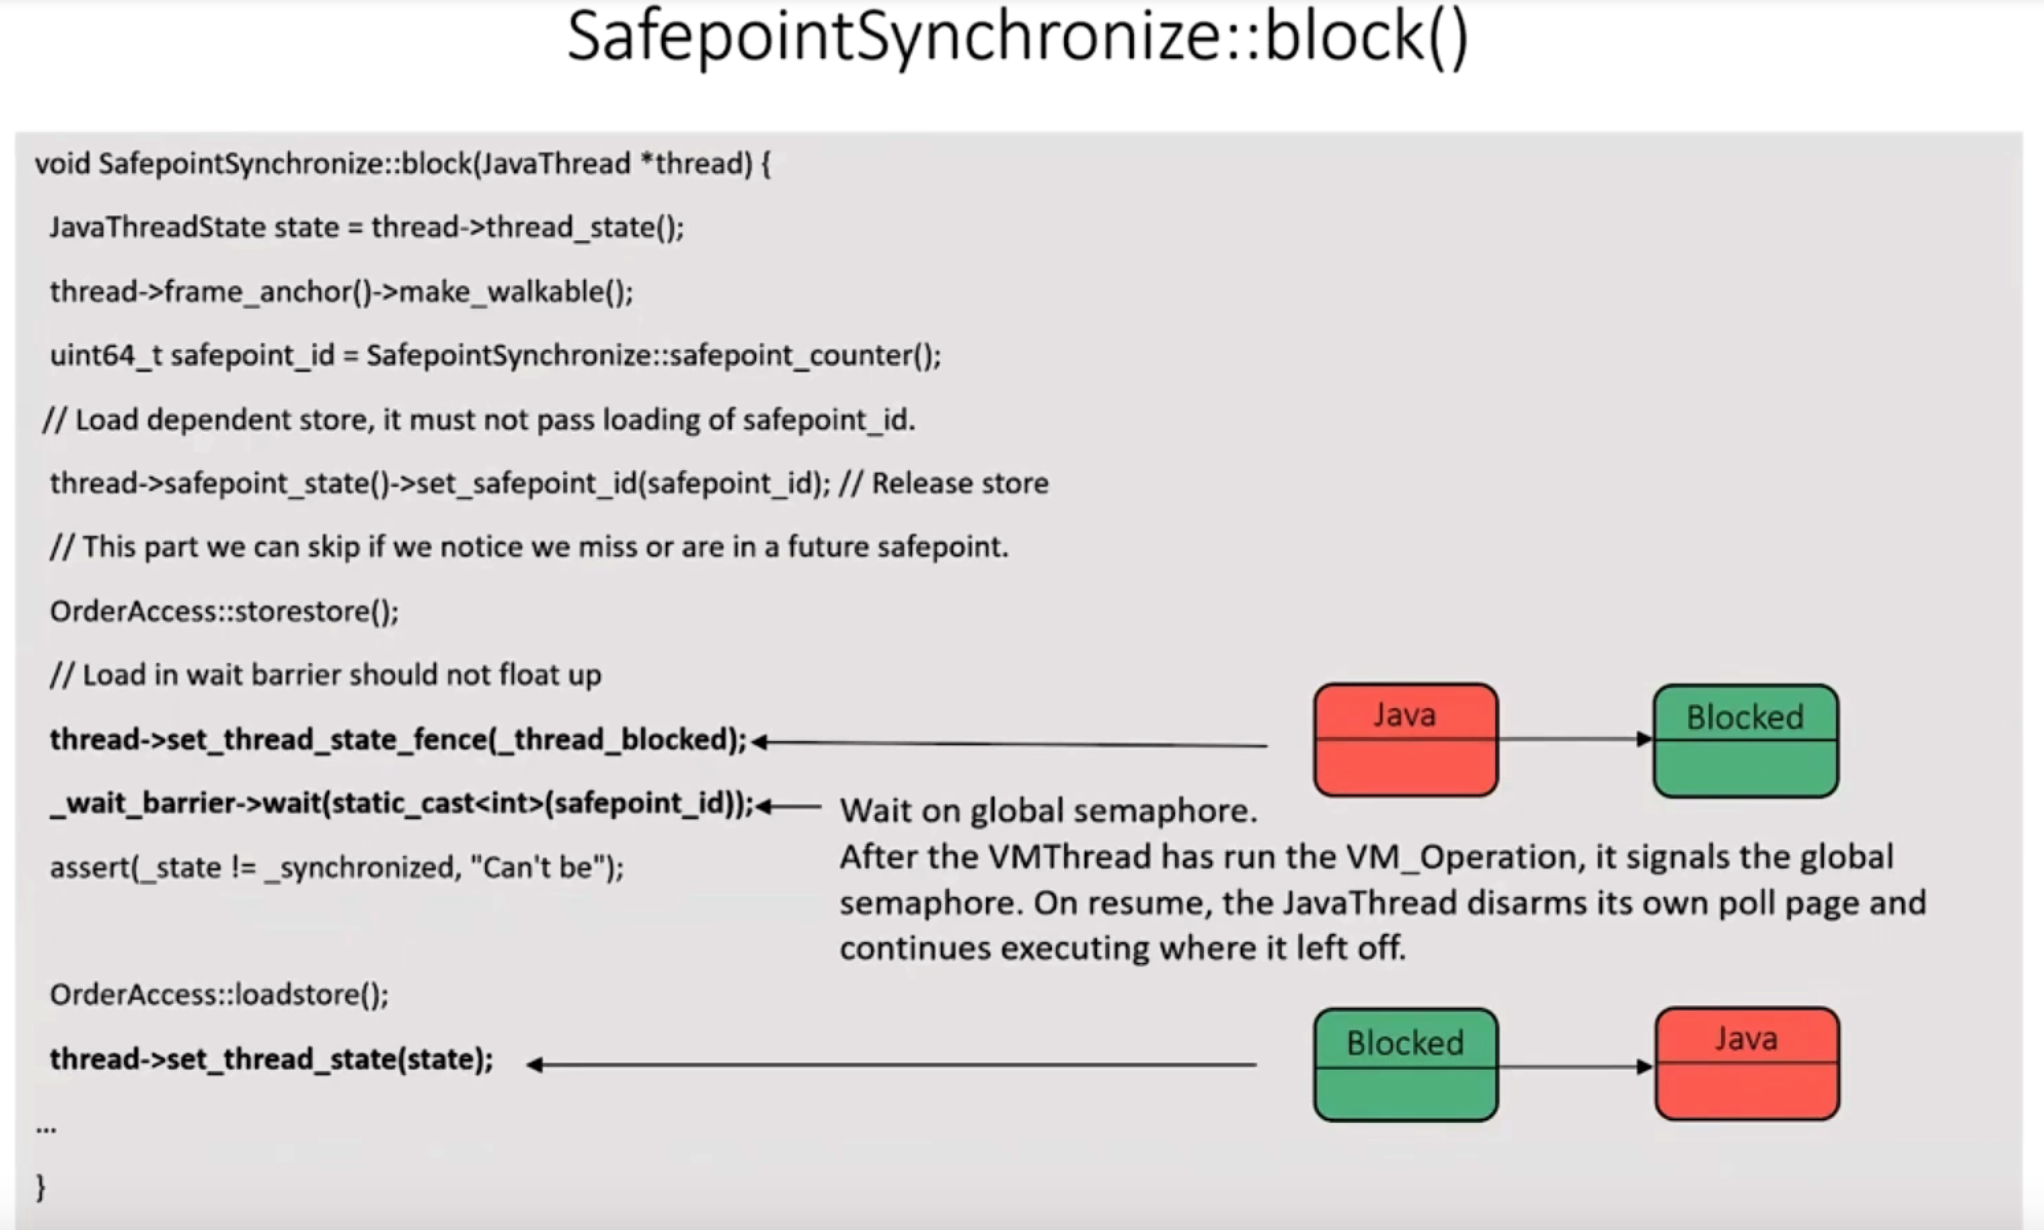 SafepointSynchronize::block()
void SafepointSynchronize::block(JavaThread *thread) {
JavaThreadState state = thread->thread_state();
thread->frame_anchor()->make_walkable();
uint64_t safepoint_id = SafepointSynchronize::safepoint_counter();
// Load dependent store, it must not pass loading of safepoint_id.
thread->safepoint_state()->set_safepoint_id(safepoint_id); // Release store
// This part we can skip if we notice we miss or are in a future safepoint.
OrderAccess::storestore();
// Load in wait barrier should not float up
thread->set_thread_state_fence(_thread_blocked);
Java
Blocked
_wait_barrier->wait(static_cast<int>(safepoint_id));
Wait on global semaphore.
After the VMThread has run the VM_Operation, it signals the global
semaphore. On resume, the JavaThread disarms its own poll page and
continues executing where it left off.
assert(_state != _synchronized, "Can't be");
OrderAccess::loadstore();
thread->set_thread_state(state);
Blocked
Java
...
}